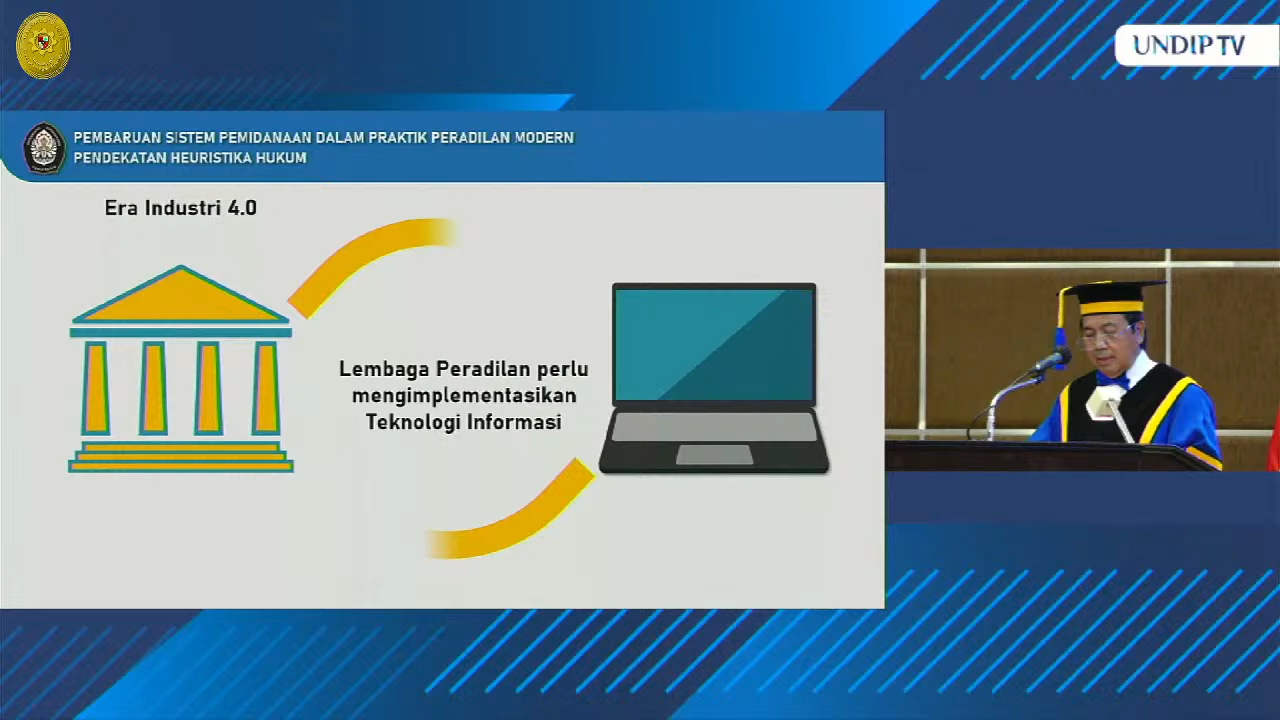 UNDIP TV
PEMBARUAN SISTEM PEMIDANAAN DALAM PRAKTIK PERADILAN MODERN
PENDEKATAN HEURISTIKA HUKUM
Era Industri 4.0
Lembaga Peradilan perlu
mengimplementasikan
Teknologi Informasi